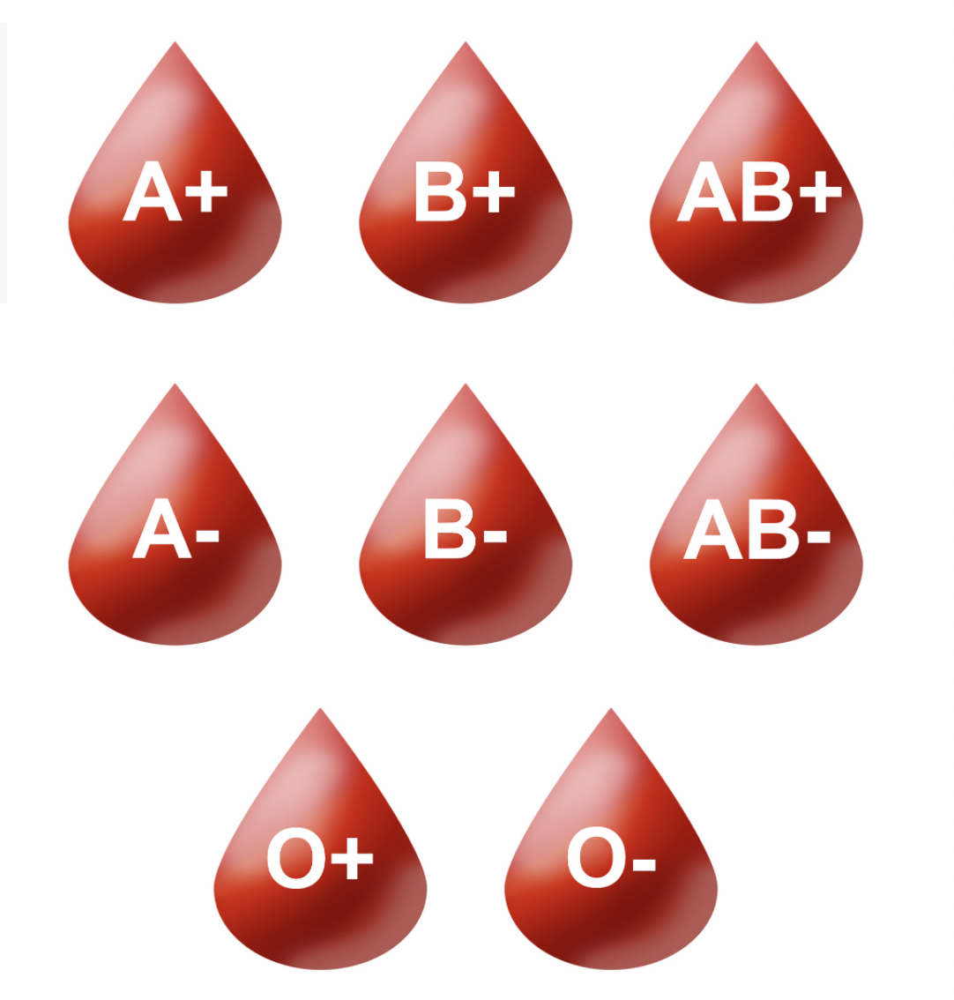 A+ B+ AB+
A- B- AB-
O+ O-